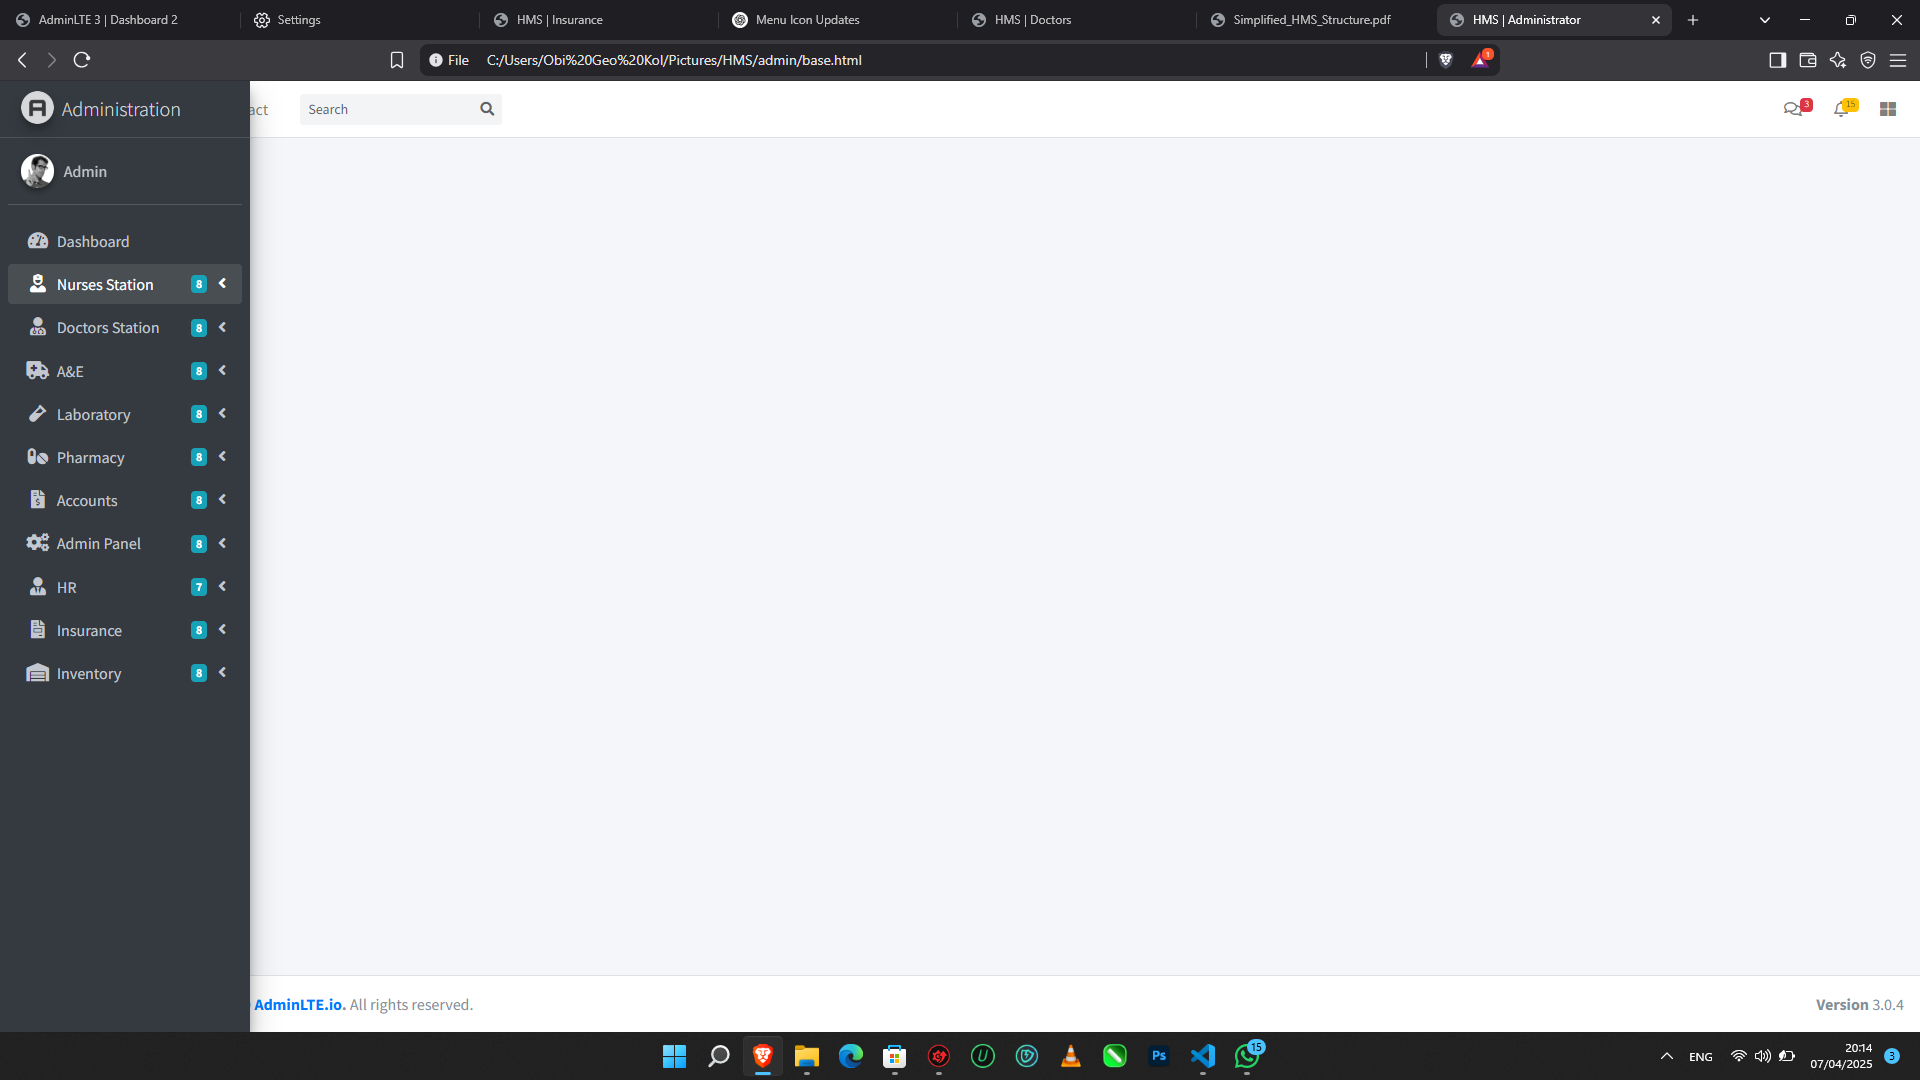 AdminLTE 3 | Dashboard 2
Settings
HMS | Insurance
Menu Icon Updates
HMS | Doctors
Simplified_HMS_Structure.pdf
HMS | Administrator
File C:/Users/Obi%20Geo%20Kol/Pictures/HMS/admin/base.html
1
Administration
act
Search
3
15
Admin
Dashboard
Nurses Station 8
Doctors Station 8
A&E 8
Laboratory 8
Pharmacy 8
Accounts 8
Admin Panel 8
HR 7
Insurance 8
Inventory 8
AdminLTE.io. All rights reserved.
Version 3.0.4
Ps
15
ENG
20:14
07/04/2025
3